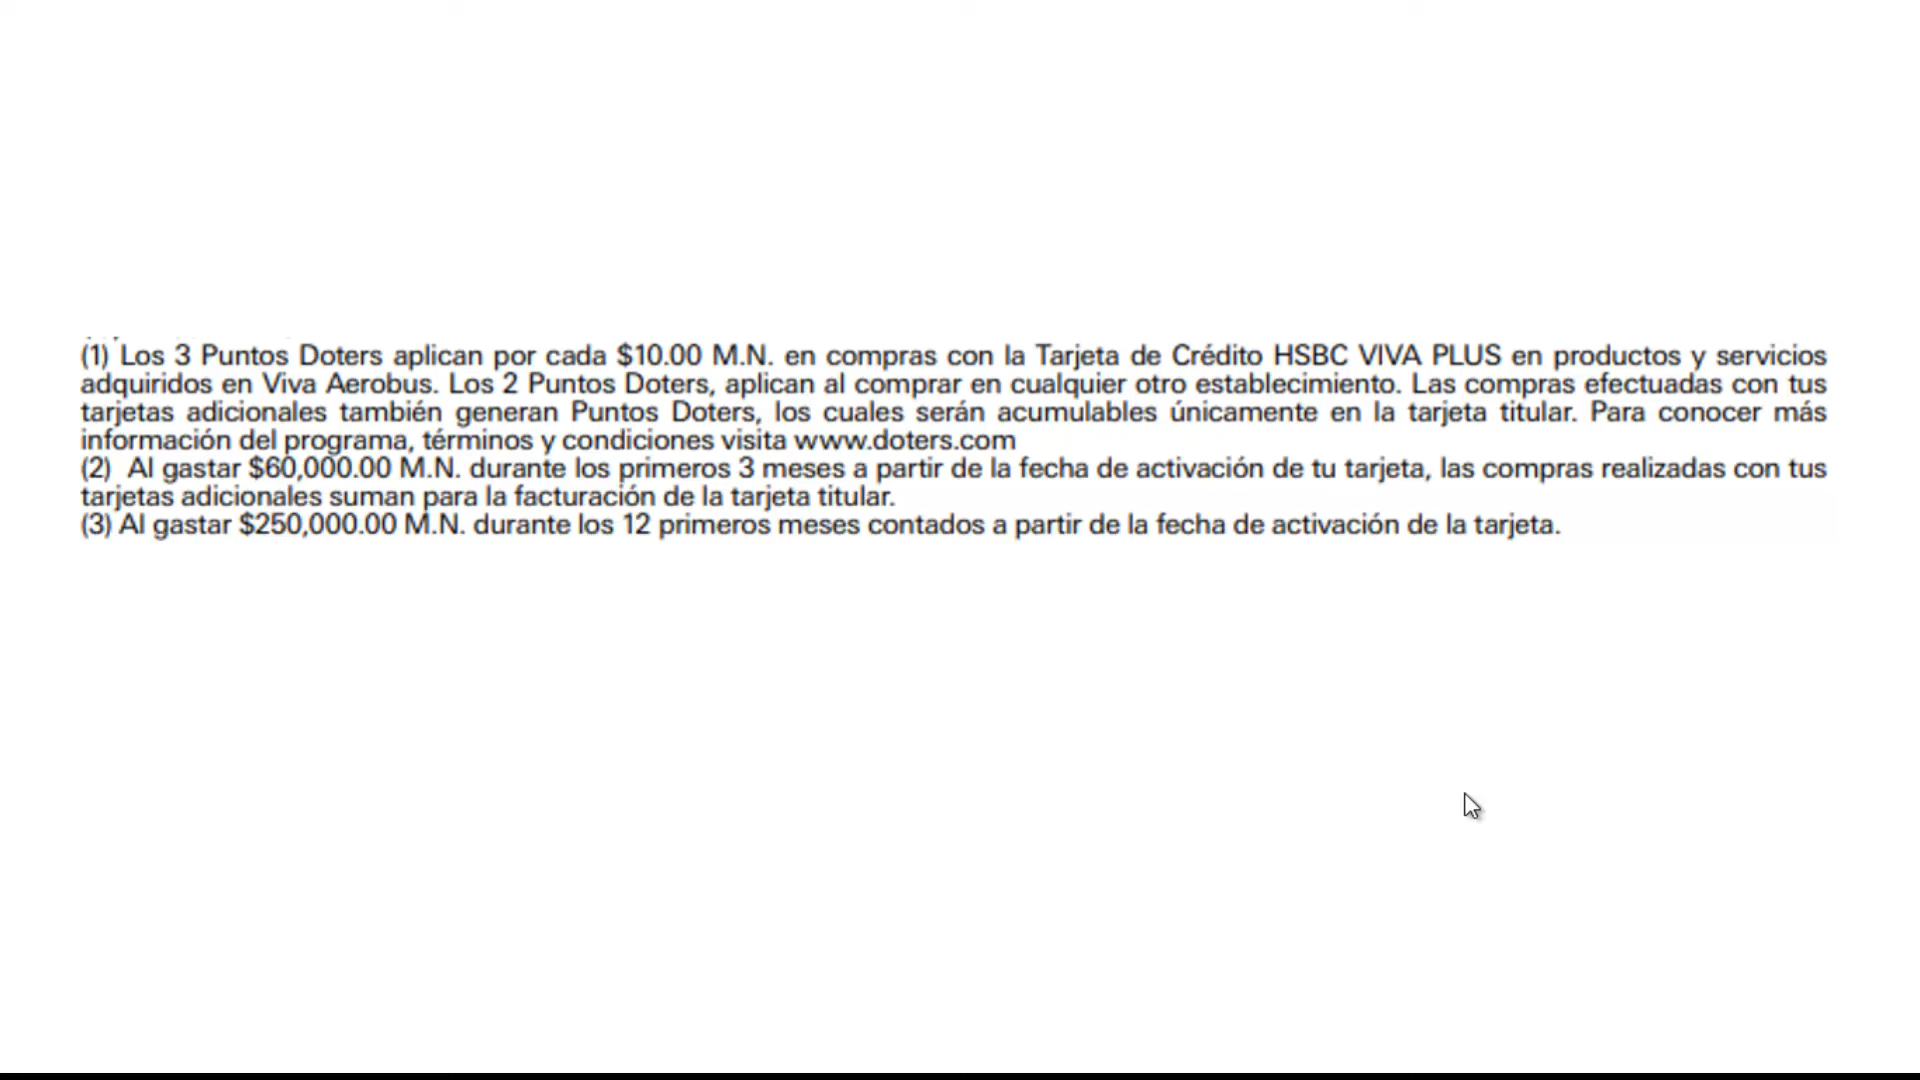 (1) Los 3 Puntos Doters aplican por cada $10.00 M.N. en compras con la Tarjeta de Crédito HSBC VIVA PLUS en productos y servicios
adquiridos en Viva Aerobus. Los 2 Puntos Doters, aplican al comprar en cualquier otro establecimiento. Las compras efectuadas con tus
tarjetas adicionales también generan Puntos Doters, los cuales serán acumulables únicamente en la tarjeta titular. Para conocer más
información del programa, términos y condiciones visita www.doters.com
(2) Al gastar $60,000.00 M.N. durante los primeros 3 meses a partir de la fecha de activación de tu tarjeta, las compras realizadas con tus
tarjetas adicionales suman para la facturación de la tarjeta titular.
(3) Al gastar $250,000.00 M.N. durante los 12 primeros meses contados a partir de la fecha de activación de la tarjeta.